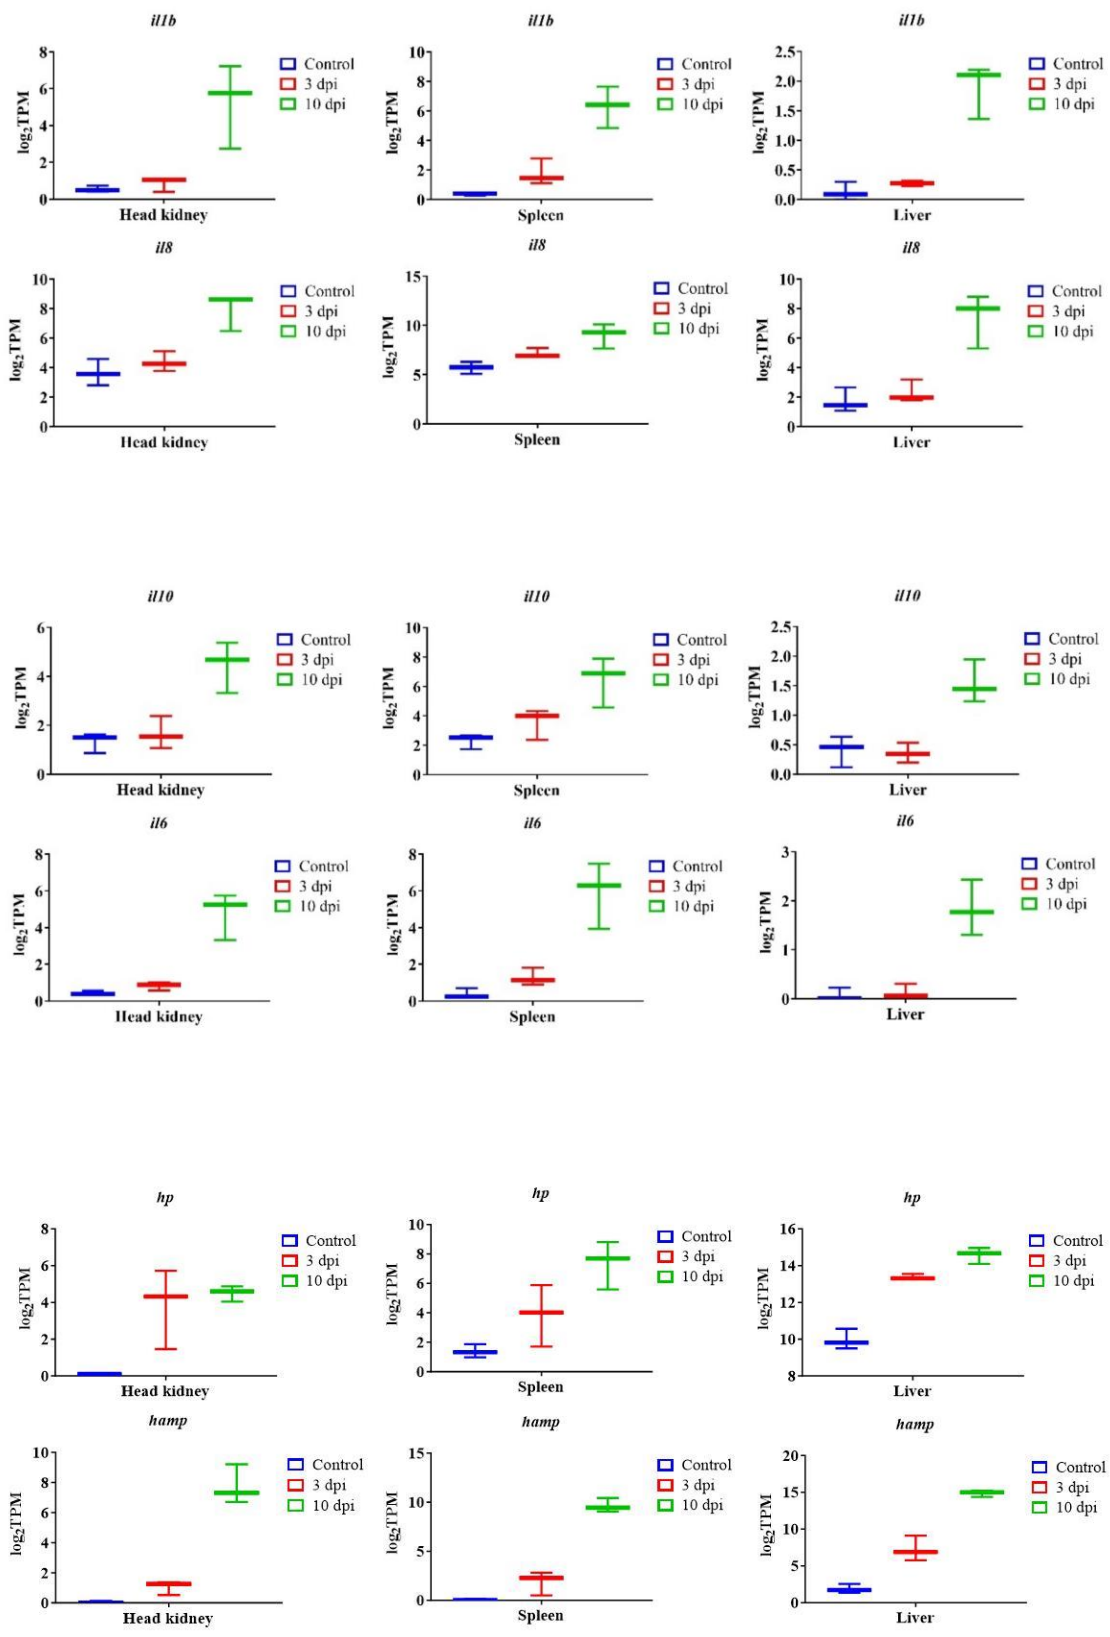 il1b
8
6
4
2
0
log2TPM
Head kidney
Control
3 dpi
10 dpi
il1b
10
8
6
4
2
0
log2TPM
Spleen
Control
3 dpi
10 dpi
il1b
2.5
2.0
1.5
1.0
0.5
0.0
log2TPM
Liver
Control
3 dpi
10 dpi
il8
10
8
6
4
2
0
log2TPM
Head kidney
Control
3 dpi
10 dpi
il8
15
10
5
0
log2TPM
Spleen
Control
3 dpi
10 dpi
il8
10
8
6
4
2
0
log2TPM
Liver
Control
3 dpi
10 dpi
il10
6
4
2
0
log2TPM
Head kidney
Control
3 dpi
10 dpi
il10
10
8
6
4
2
0
log2TPM
Spleen
Control
3 dpi
10 dpi
il10
2.5
2.0
1.5
1.0
0.5
0.0
log2TPM
Liver
Control
3 dpi
10 dpi
il6
8
6
4
2
0
log2TPM
Head kidney
Control
3 dpi
10 dpi
il6
8
6
4
2
0
log2TPM
Spleen
Control
3 dpi
10 dpi
il6
3
2
1
0
log2TPM
Liver
Control
3 dpi
10 dpi
hp
8
6
4
2
0
log2TPM
Head kidney
Control
3 dpi
10 dpi
hp
10
8
6
4
2
0
log2TPM
Spleen
Control
3 dpi
10 dpi
hp
16
14
12
10
8
log2TPM
Liver
Control
3 dpi
10 dpi
hamp
10
8
6
4
2
0
log2TPM
Head kidney
Control
3 dpi
10 dpi
hamp
15
10
5
0
log2TPM
Spleen
Control
3 dpi
10 dpi
hamp
20
15
10
5
0
log2TPM
Liver
Control
3 dpi
10 dpi